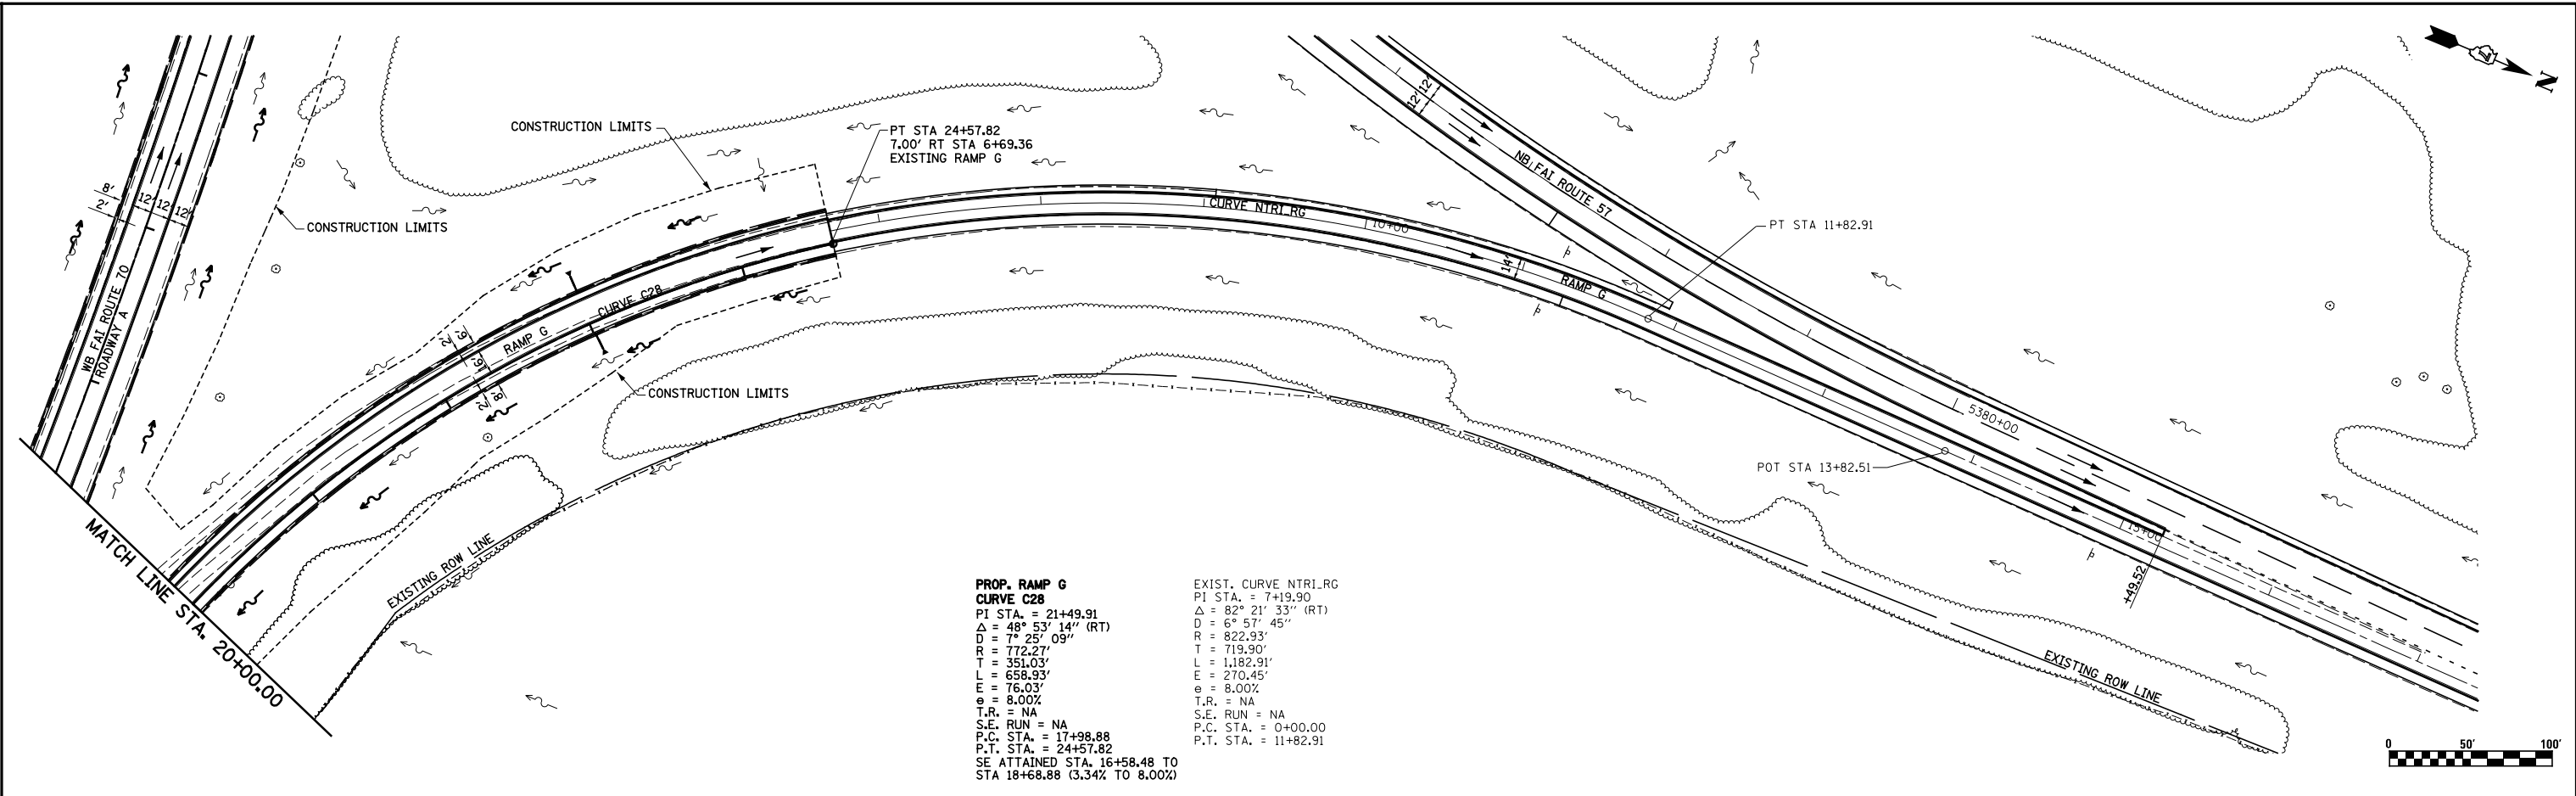 CONSTRUCTION LIMITS
PT STA 24+57.82
7.00' RT STA 6+69.36
EXISTING RAMP G
CONSTRUCTION LIMITS
8'
2'
12'
12'
12'
WB FAI ROUTE 70
ROADWAY A
MATCH LINE STA. 20+00.00
2'
6'
RAMP G
16'
8'
2'
CURVE C28
CONSTRUCTION LIMITS
EXISTING ROW LINE
CURVE NTRI_RG
10+00
14'
RAMP G
12'
12'
NB FAI ROUTE 57
PT STA 11+82.91
5380+00
POT STA 13+82.51
15+00
+49.52
EXISTING ROW LINE
N
PROP. RAMP G
CURVE C28
PI STA. = 21+49.91
Δ = 48° 53' 14" (RT)
D = 7° 25' 09"
R = 772.27'
T = 351.03'
L = 658.93'
E = 76.03'
e = 8.00%
T.R. = NA
S.E. RUN = NA
P.C. STA. = 17+98.88
P.T. STA. = 24+57.82
SE ATTAINED STA. 16+58.48 TO
STA 18+68.88 (3.34% TO 8.00%)
EXIST. CURVE NTRI_RG
PI STA. = 7+19.90
Δ = 82° 21' 33" (RT)
D = 6° 57' 45"
R = 822.93'
T = 719.90'
L = 1,182.91'
E = 270.45'
e = 8.00%
T.R. = NA
S.E. RUN = NA
P.C. STA. = 0+00.00
P.T. STA. = 11+82.91
0 50' 100'